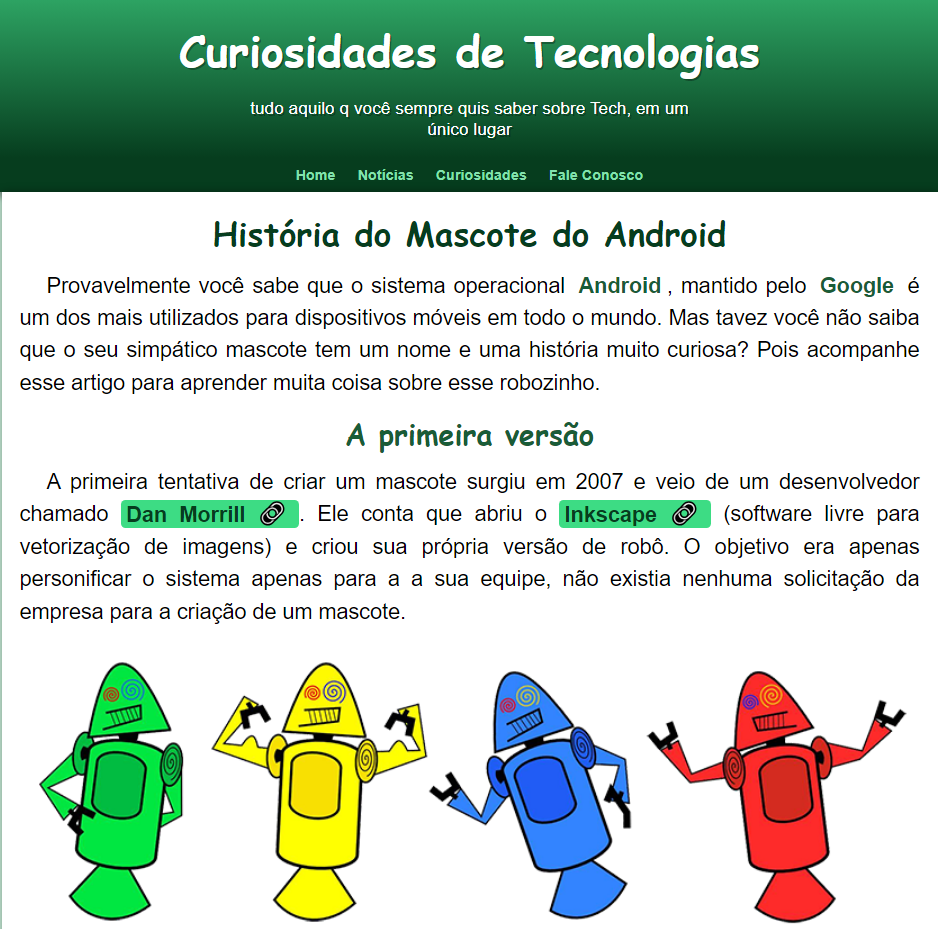 Curiosidades de Tecnologias
tudo aquilo q você sempre quis saber sobre Tech, em um
único lugar
Home Notícias Curiosidades Fale Conosco
História do Mascote do Android
Provavelmente você sabe que o sistema operacional Android , mantido pelo Google é
um dos mais utilizados para dispositivos móveis em todo o mundo. Mas tavez você não saiba
que o seu simpático mascote tem um nome e uma história muito curiosa? Pois acompanhe
esse artigo para aprender muita coisa sobre esse robozinho.
A primeira versão
A primeira tentativa de criar um mascote surgiu em 2007 e veio de um desenvolvedor
chamado Dan Morrill . Ele conta que abriu o Inkscape (software livre para
vetorização de imagens) e criou sua própria versão de robô. O objetivo era apenas
personificar o sistema apenas para a a sua equipe, não existia nenhuma solicitação da
empresa para a criação de um mascote.